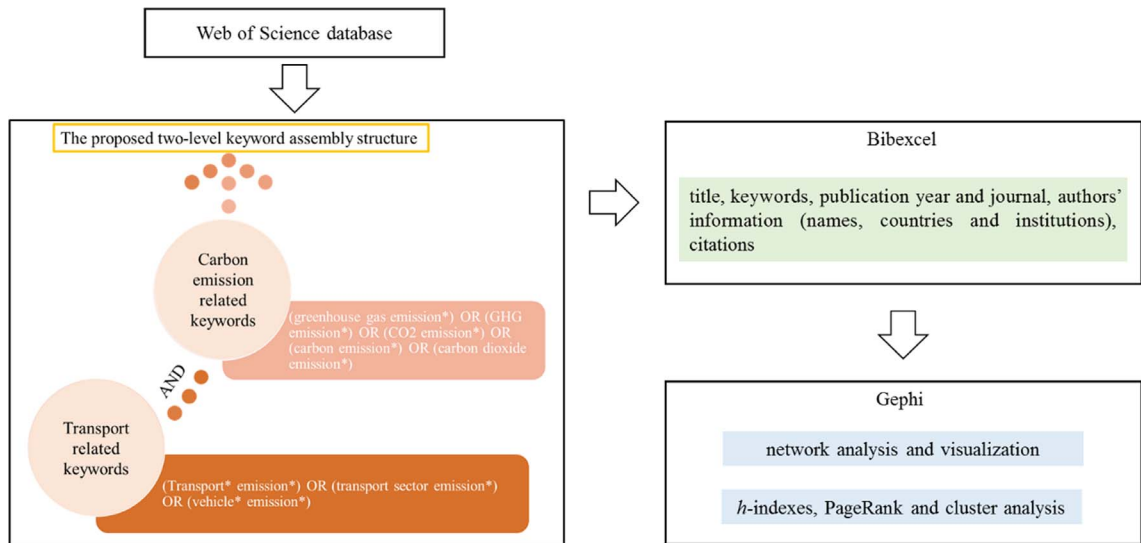 Web of Science database
The proposed two-level keyword assembly structure
Carbon
emission
related
keywords
(greenhouse gas emission*) OR (GHG
emission*) OR (CO2 emission*) OR
(carbon emission*) OR (carbon dioxide
emission*)
AND
Transport
related
keywords
(Transport* emission*) OR (transport sector emission*)
OR (vehicle* emission*)
Bibexcel
title, keywords, publication year and journal, authors’
information (names, countries and institutions),
citations
Gephi
network analysis and visualization
h-indexes, PageRank and cluster analysis